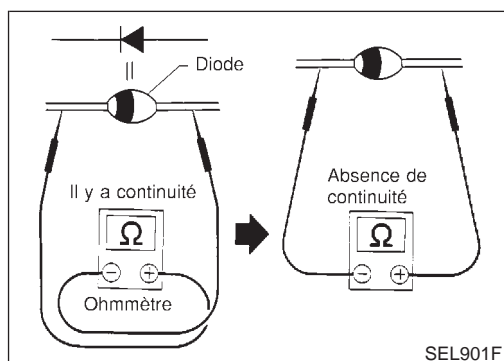 Diode
Il y a continuité
Ω
− +
Ohmmètre
Absence de
continuité
Ω
− +
SEL901F